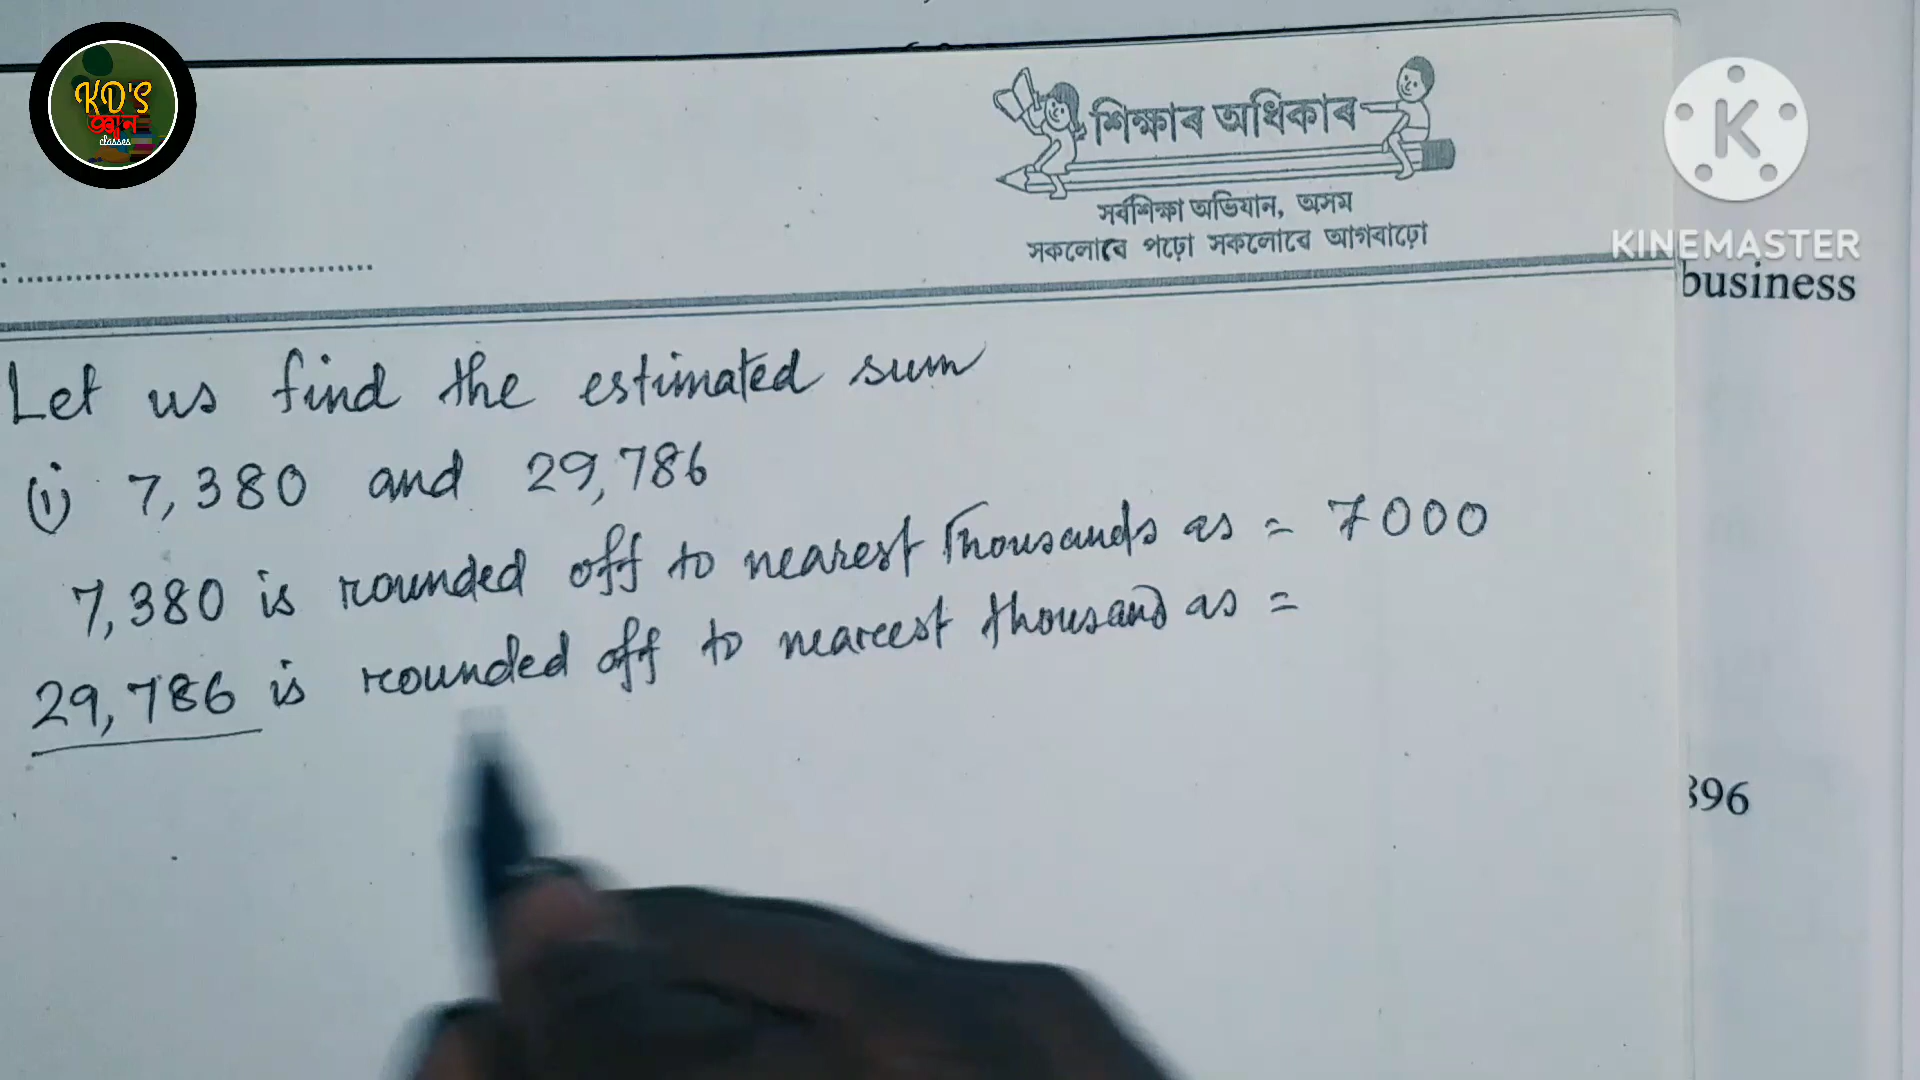 KD'S
জ্ঞান
classes
শিক্ষাৰ অধিকাৰ
সৰ্বশিক্ষা অভিযান, অসম
সকলোৱে পঢ়ো সকলোৱে আগবাঢ়ো
K
KINEMASTER
business
:........................................
Let us find the estimated sum
(i) 7,380 and 29,786
7,380 is rounded off to nearest Thousands as = 7000
29,786 is rounded off to nearest thousand as =
396